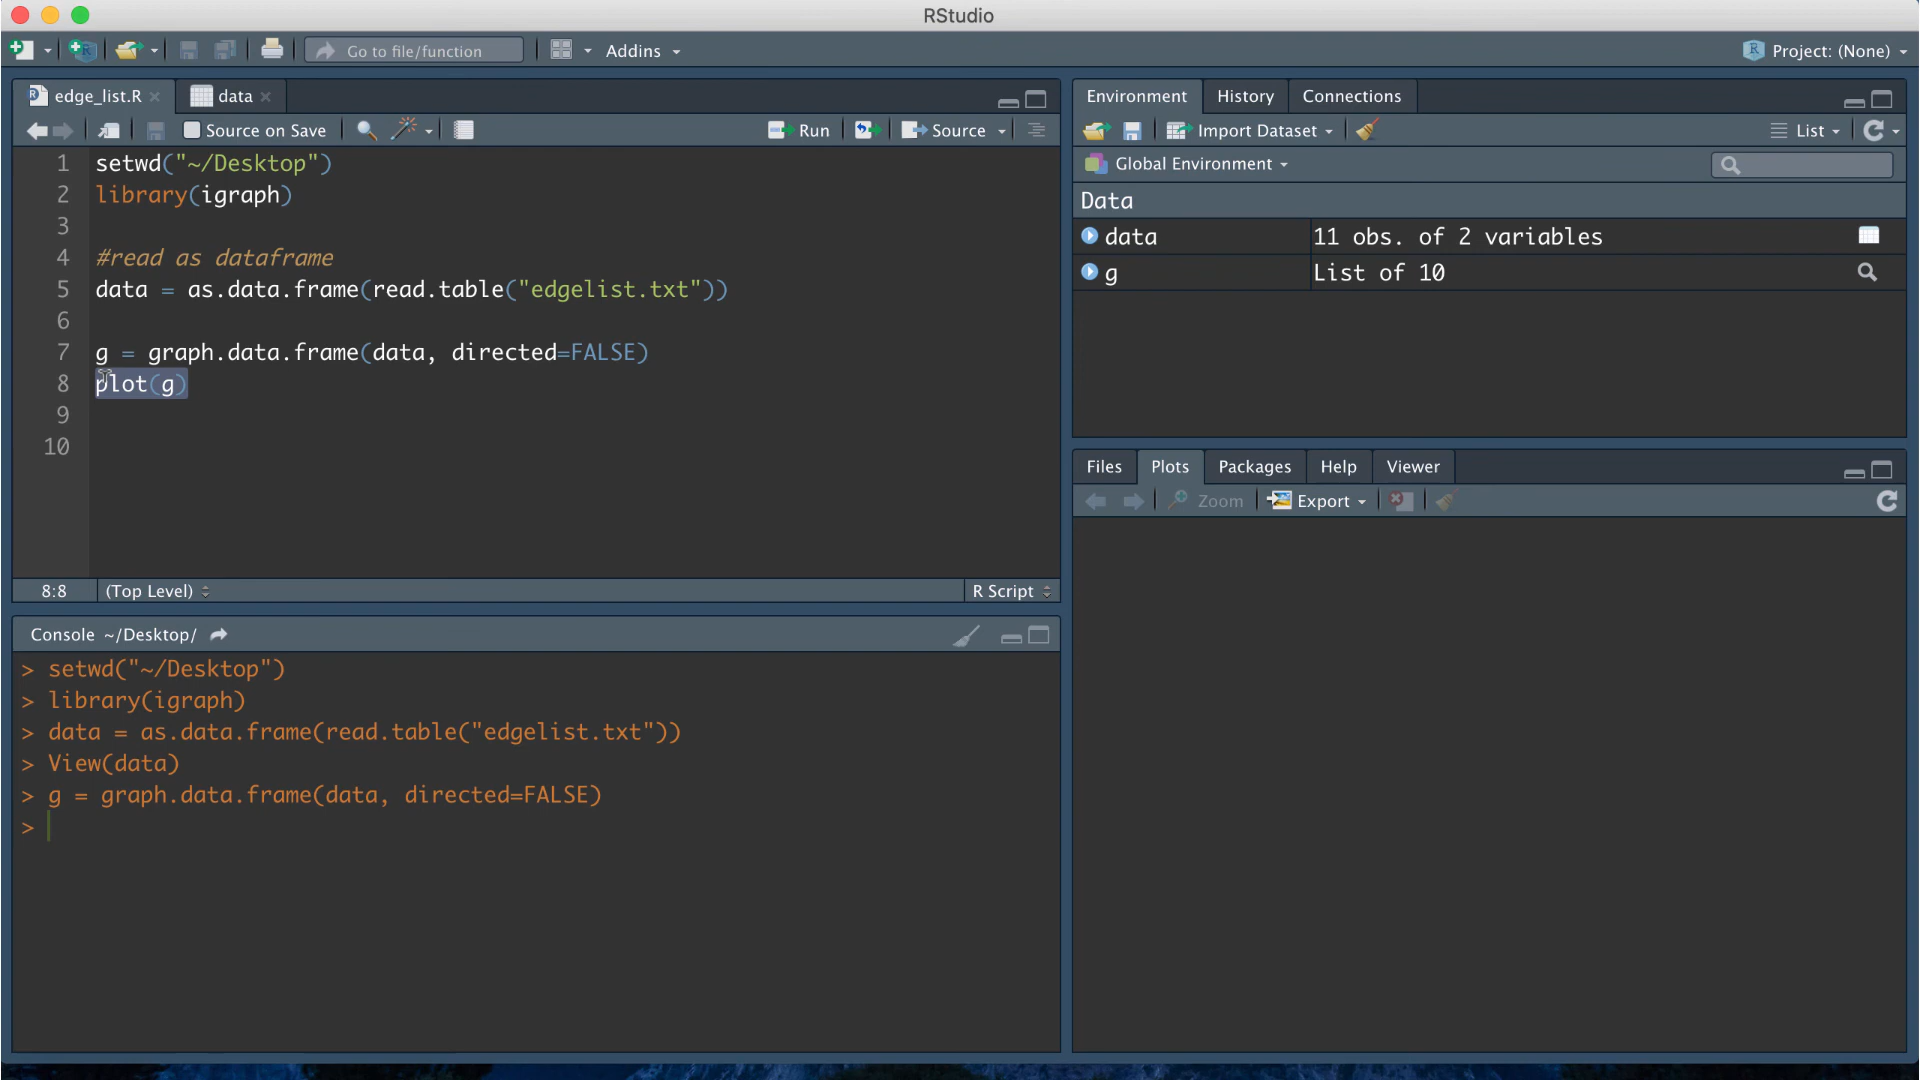 RStudio
Go to file/function
Addins
Project: (None)
edge_list.R
data
Source on Save
Run
Source
1 setwd("~/Desktop")
2 library(igraph)
3
4 #read as dataframe
5 data = as.data.frame(read.table("edgelist.txt"))
6
7 g = graph.data.frame(data, directed=FALSE)
8 plot(g)
9
10
8:8
(Top Level)
R Script
Console ~/Desktop/
> setwd("~/Desktop")
> library(igraph)
> data = as.data.frame(read.table("edgelist.txt"))
> View(data)
> g = graph.data.frame(data, directed=FALSE)
>
Environment
History
Connections
Import Dataset
List
Global Environment
Data
data 11 obs. of 2 variables
g List of 10
Files
Plots
Packages
Help
Viewer
Zoom
Export